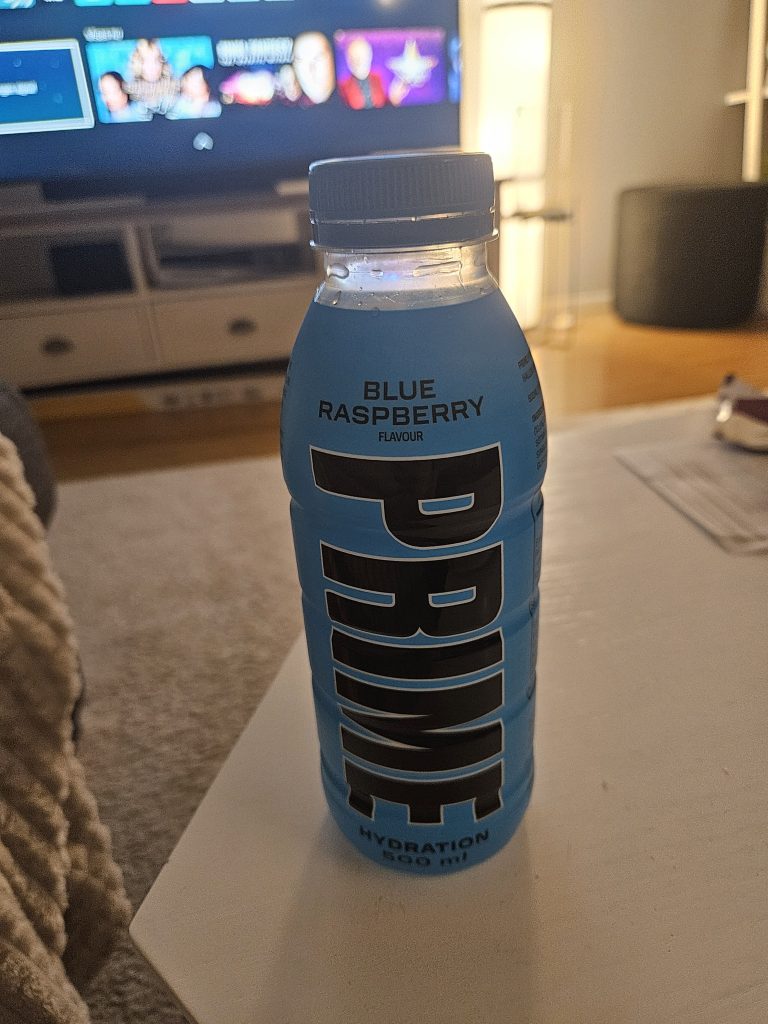 BLUE
RASPBERRY
FLAVOUR
PRIME
HYDRATION
500 ml